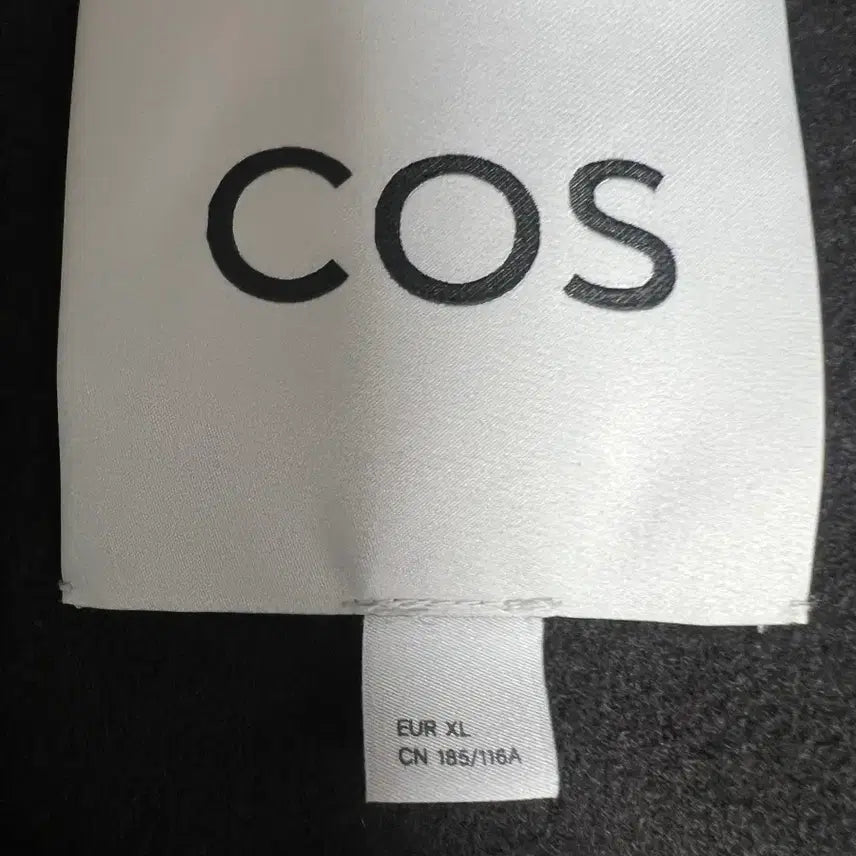 COS
EUR XL
CN 185/116A